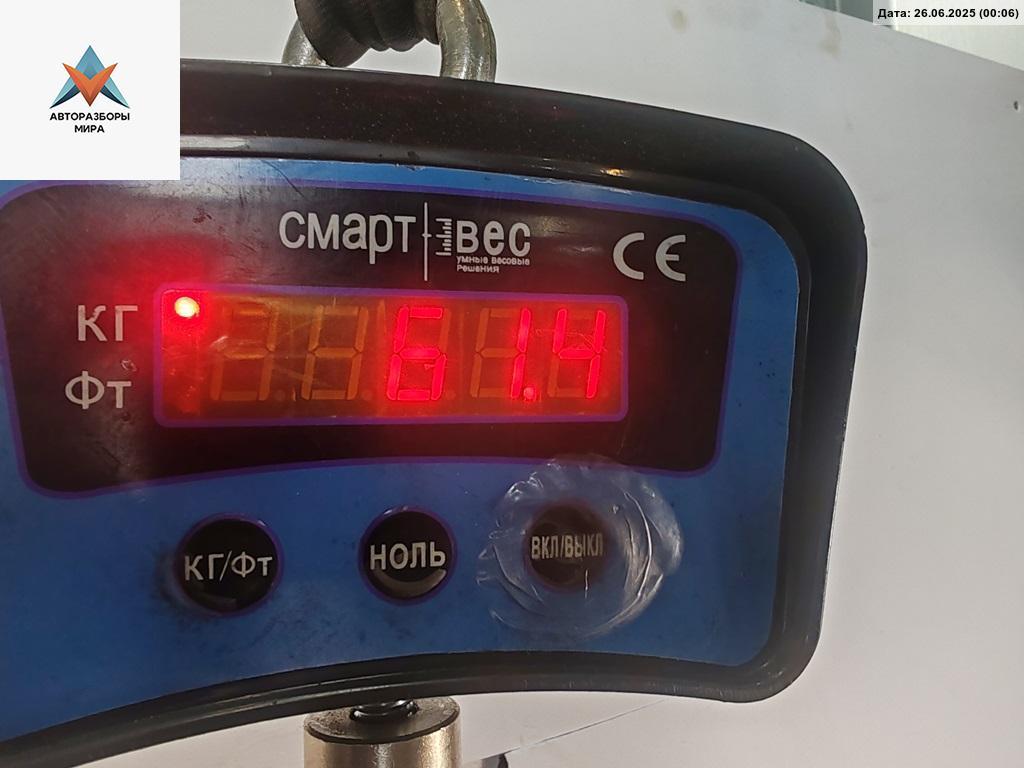 Дата: 26.06.2025 (00:06)
АВТОРАЗБОРЫ
МИРА
смарт вес
умные весовые
Решения
CE
КГ
ФТ
61.4
КГ/ФТ
НОЛЬ
ВКЛ/ВЫКЛ